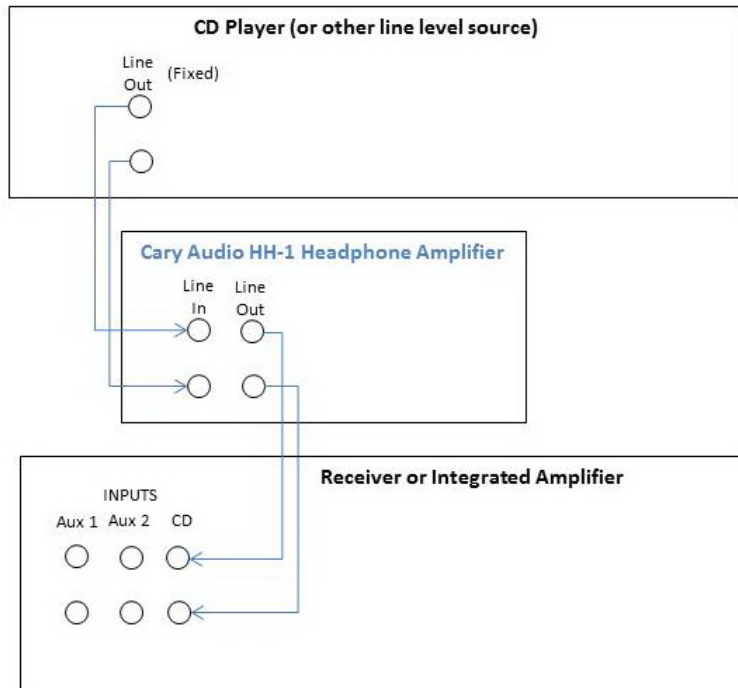 CD Player (or other line level source)
Line
Out
(Fixed)
Cary Audio HH-1 Headphone Amplifier
Line
In
Line
Out
Receiver or Integrated Amplifier
INPUTS
Aux 1 Aux 2 CD